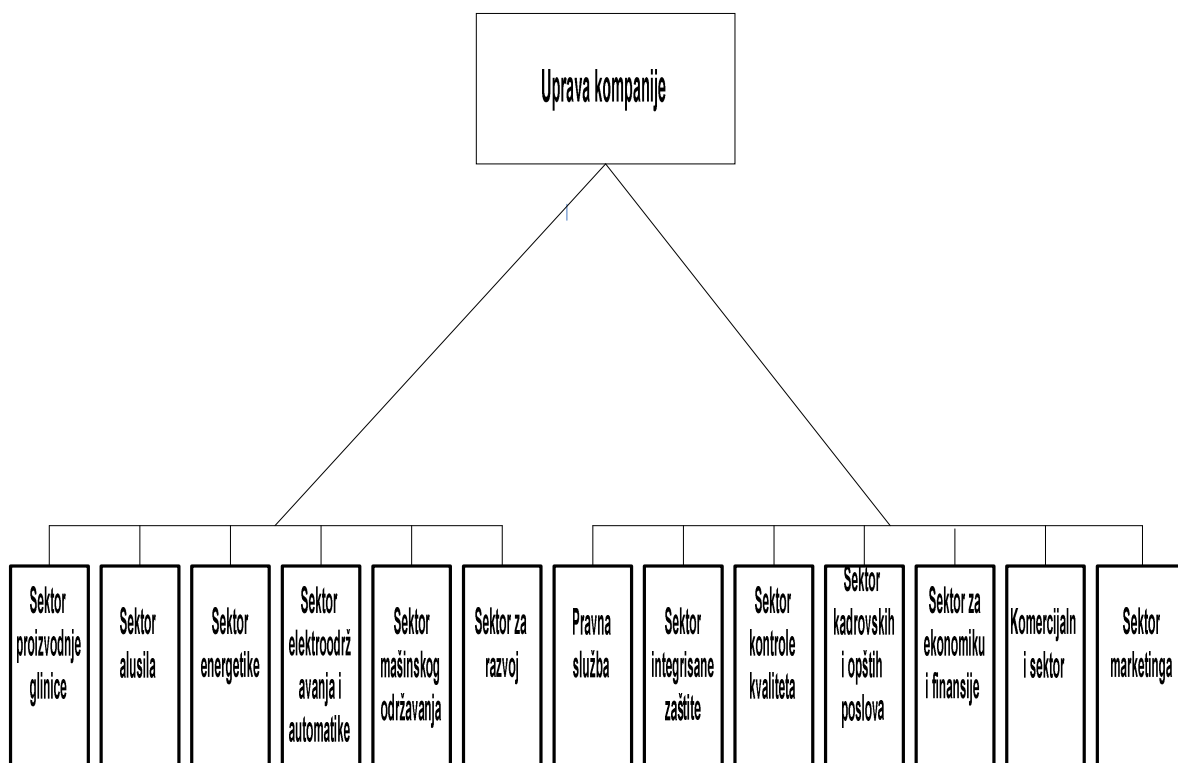 Uprava kompanije
Sektor
proizvodnje
glinice
Sektor
alusila
Sektor
energetike
Sektor
elektroodrž
avanja i
automatike
Sektor
mašinskog
održavanja
Sektor za
razvoj
Pravna
služba
Sektor
integrisane
zaštite
Sektor
kontrole
kvaliteta
Sektor
kadrovskih
i opštih
poslova
Sektor za
ekonomiku
i finansije
Komercijaln
i sektor
Sektor
marketinga